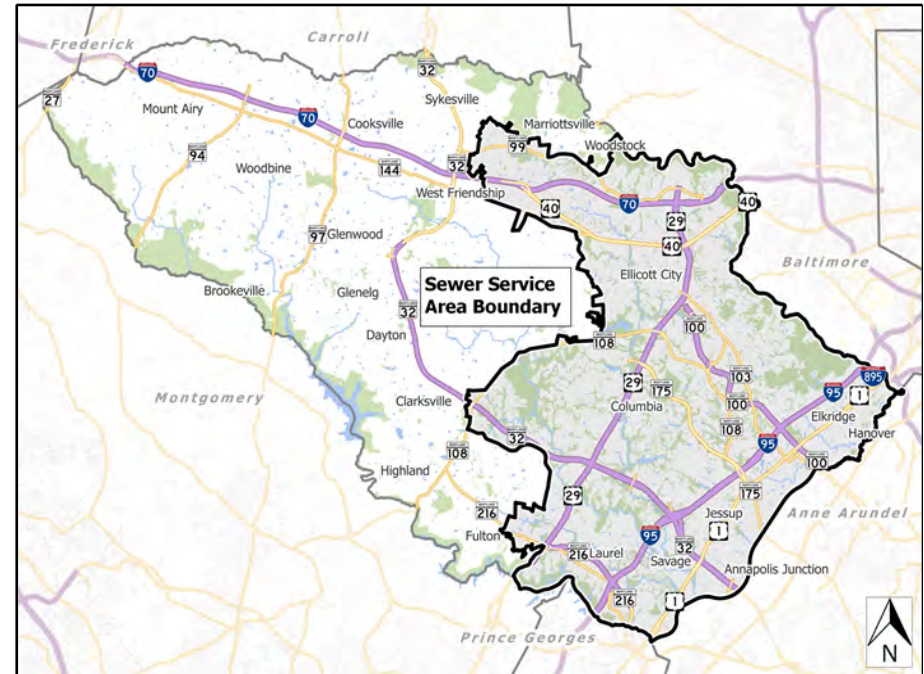 Carroll
Frederick
70
32
27
Sykesville
Mount Airy
70
Cooksville
Marriottsville
MARYLAND
99
Woodstock
94
Woodbine
144
32
West Friendship
70
40
29
40
40
97
Glenwood
Baltimore
Ellicott City
Brookeville
Glenelg
Sewer Service
Area Boundary
32
Dayton
108
100
103
895
29
175
95
1
Montgomery
Clarksville
Columbia
100
Elkridge
108
Hanover
32
95
108
100
Highland
29
175
216
Jessup
Anne Arundel
Fulton
95
1
216
Laurel
32
Savage
Annapolis Junction
216
1
Prince Georges
N